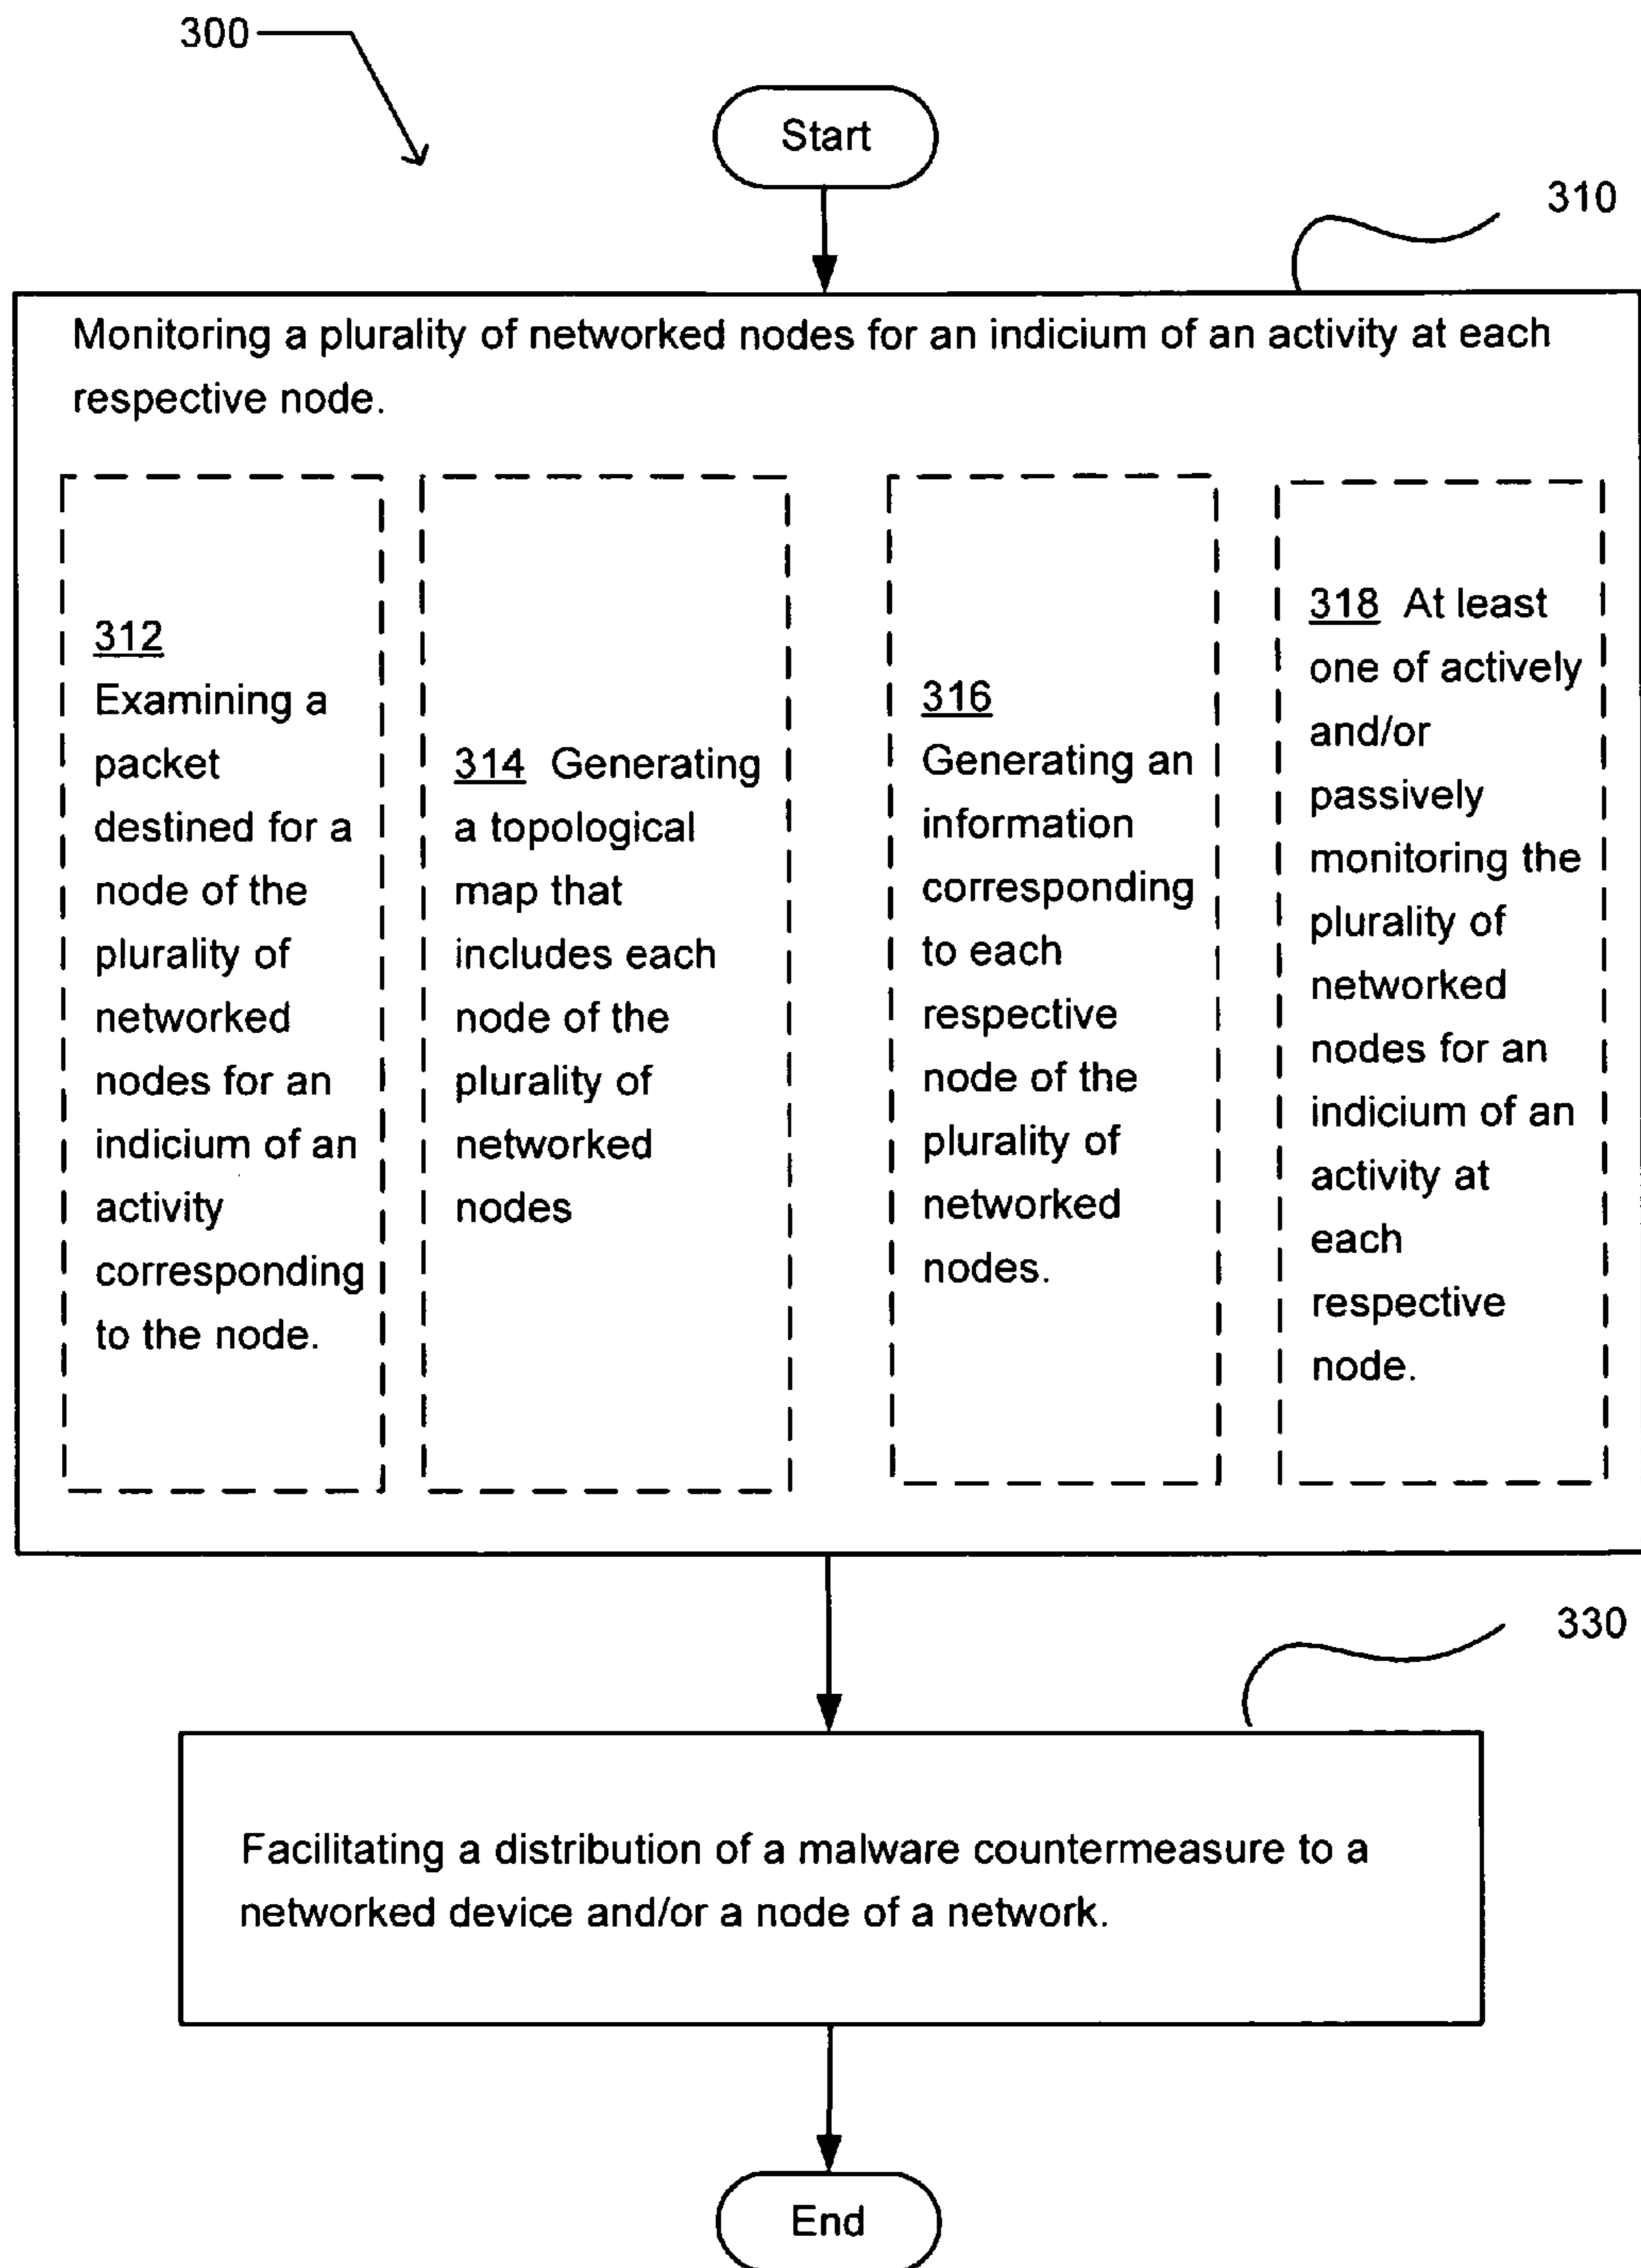 300
Start
310
Monitoring a plurality of networked nodes for an indicium of an activity at each
respective node.
312
Examining a
packet
destined for a
node of the
plurality of
networked
nodes for an
indicium of an
activity
corresponding
to the node.
314 Generating
a topological
map that
includes each
node of the
plurality of
networked
nodes
316
Generating an
information
corresponding
to each
respective
node of the
plurality of
networked
nodes.
318 At least
one of actively
and/or
passively
monitoring the
plurality of
networked
nodes for an
indicium of an
activity at
each
respective
node.
330
Facilitating a distribution of a malware countermeasure to a
networked device and/or a node of a network.
End